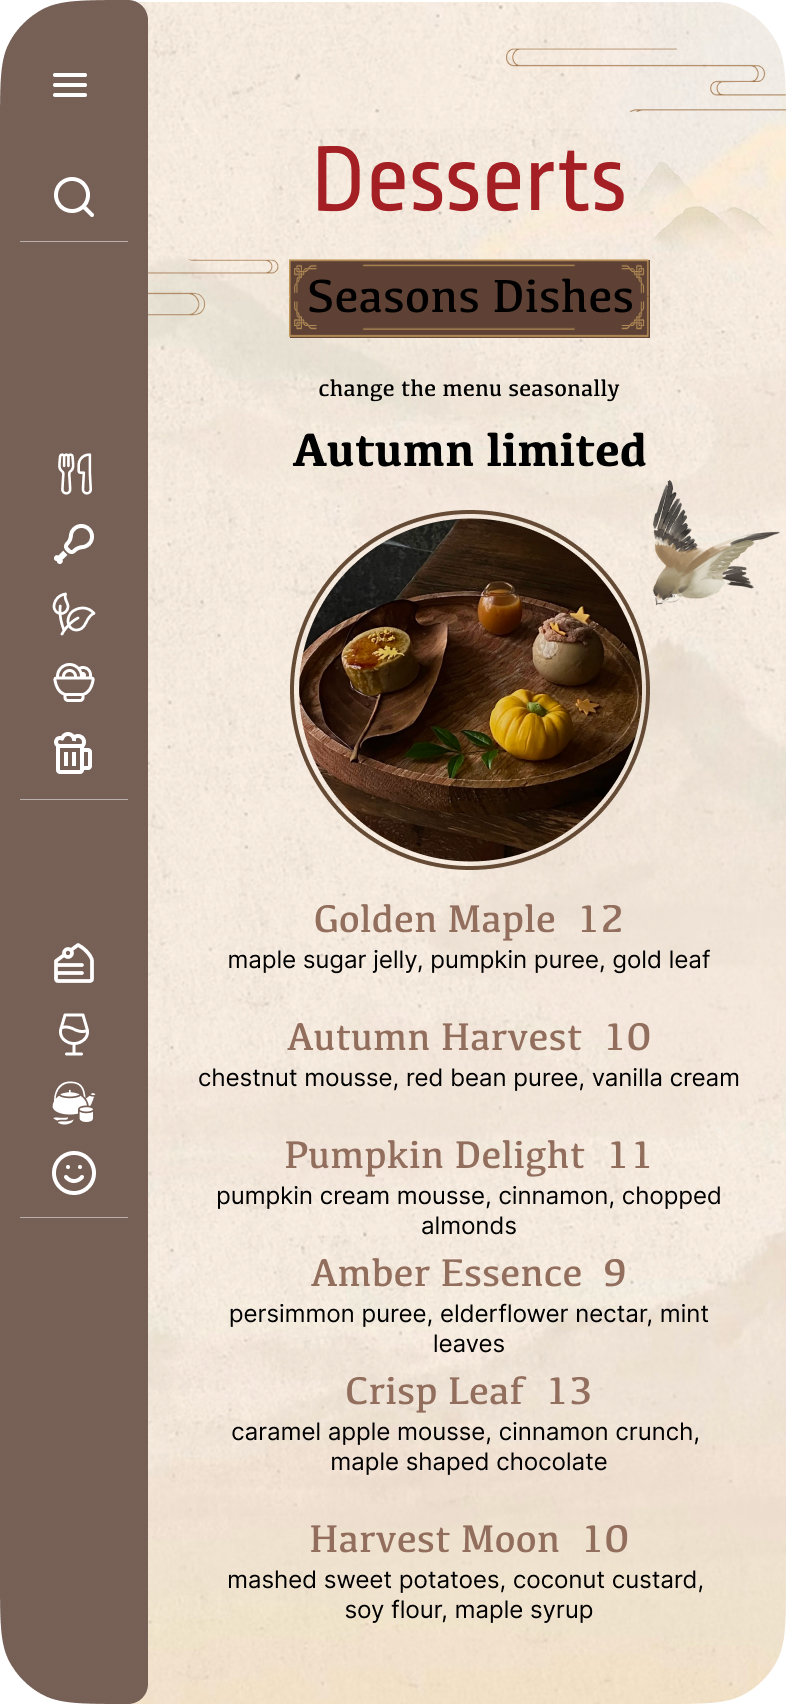 Desserts
Seasons Dishes
change the menu seasonally
Autumn limited
Golden Maple 12
maple sugar jelly, pumpkin puree, gold leaf
Autumn Harvest 10
chestnut mousse, red bean puree, vanilla cream
Pumpkin Delight 11
pumpkin cream mousse, cinnamon, chopped
almonds
Amber Essence 9
persimmon puree, elderflower nectar, mint
leaves
Crisp Leaf 13
caramel apple mousse, cinnamon crunch,
maple shaped chocolate
Harvest Moon 10
mashed sweet potatoes, coconut custard,
soy flour, maple syrup